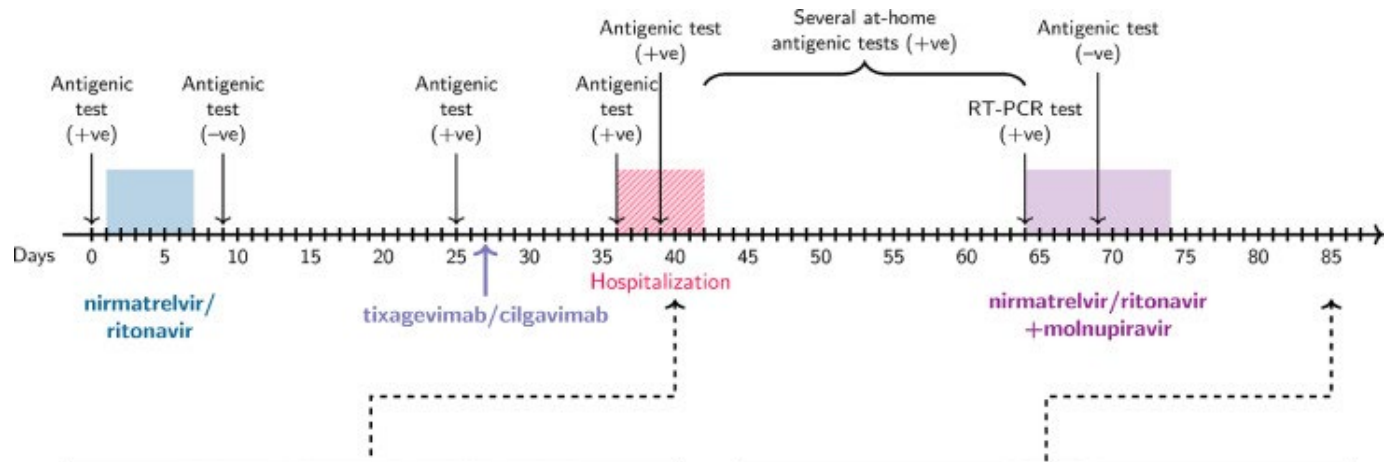 Antigenic test
(+ve)
Several at-home
antigenic tests (+ve)
Antigenic test
(–ve)
Antigenic
test
(+ve)
Antigenic
test
(–ve)
Antigenic
test
(+ve)
Antigenic
test
(+ve)
RT-PCR test
(+ve)
Days 0 5 10 15 20 25 30 35 40 45 50 55 60 65 70 75 80 85
Hospitalization
nirmatrelvir/
ritonavir
tixagevimab/cilgavimab
nirmatrelvir/ritonavir
+molnupiravir